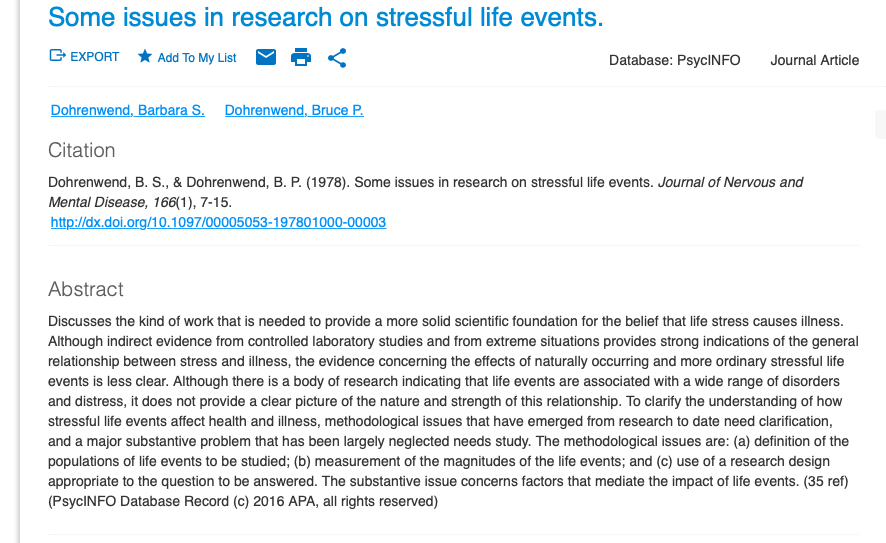 Some issues in research on stressful life events.
EXPORT Add To My List Database: PsycINFO Journal Article
Dohrenwend, Barbara S. Dohrenwend, Bruce P.
Citation
Dohrenwend, B. S., & Dohrenwend, B. P. (1978). Some issues in research on stressful life events. Journal of Nervous and
Mental Disease, 166(1), 7-15.
http://dx.doi.org/10.1097/00005053-197801000-00003
Abstract
Discusses the kind of work that is needed to provide a more solid scientific foundation for the belief that life stress causes illness.
Although indirect evidence from controlled laboratory studies and from extreme situations provides strong indications of the general
relationship between stress and illness, the evidence concerning the effects of naturally occurring and more ordinary stressful life
events is less clear. Although there is a body of research indicating that life events are associated with a wide range of disorders
and distress, it does not provide a clear picture of the nature and strength of this relationship. To clarify the understanding of how
stressful life events affect health and illness, methodological issues that have emerged from research to date need clarification,
and a major substantive problem that has been largely neglected needs study. The methodological issues are: (a) definition of the
populations of life events to be studied; (b) measurement of the magnitudes of the life events; and (c) use of a research design
appropriate to the question to be answered. The substantive issue concerns factors that mediate the impact of life events. (35 ref)
(PsycINFO Database Record (c) 2016 APA, all rights reserved)